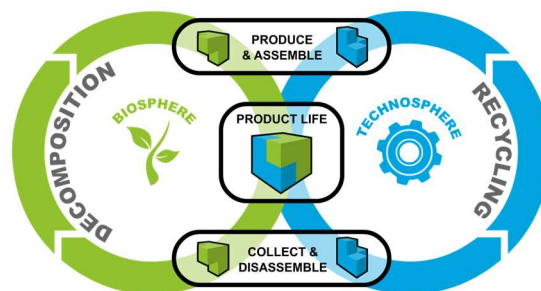 PRODUCE
& ASSEMBLE
DECOMPOSITION
BIOSPHERE
PRODUCT LIFE
TECHNOSPHERE
RECYCLING
COLLECT &
DISASSEMBLE